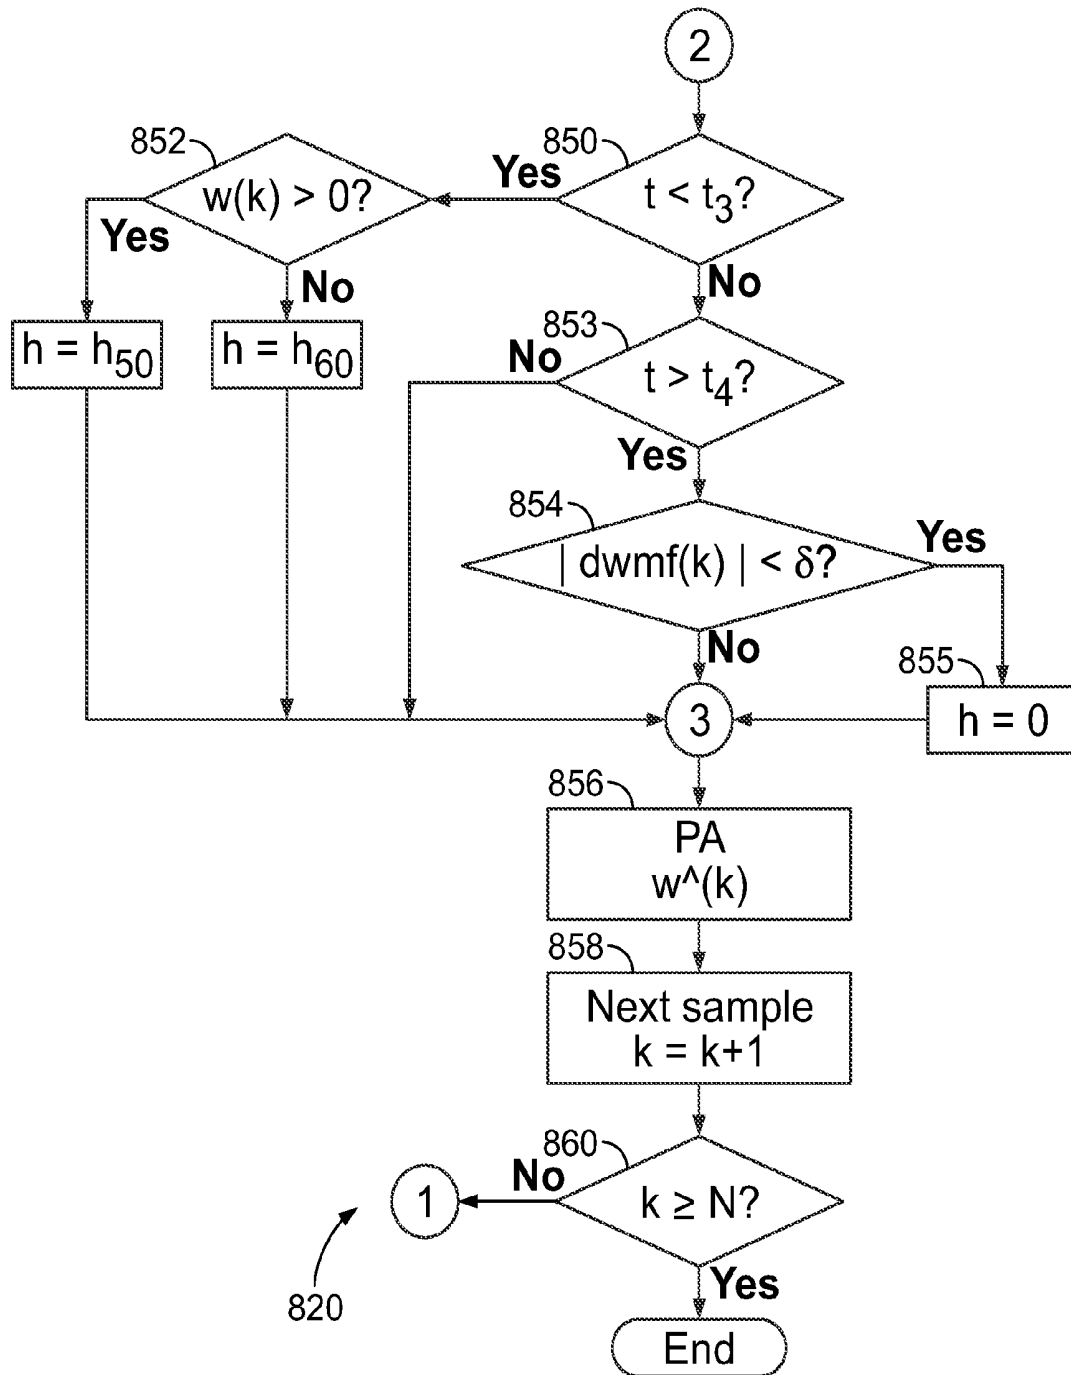 2
852
850
Yes
w(k) > 0?
t < t3?
Yes
No
No
853
No
h = h50
h = h60
t > t4?
Yes
854
Yes
| dwmf(k) | < δ?
No
855
3
h = 0
856
PA
w^(k)
858
Next sample
k = k+1
860
No
1
k ≥ N?
820
Yes
End